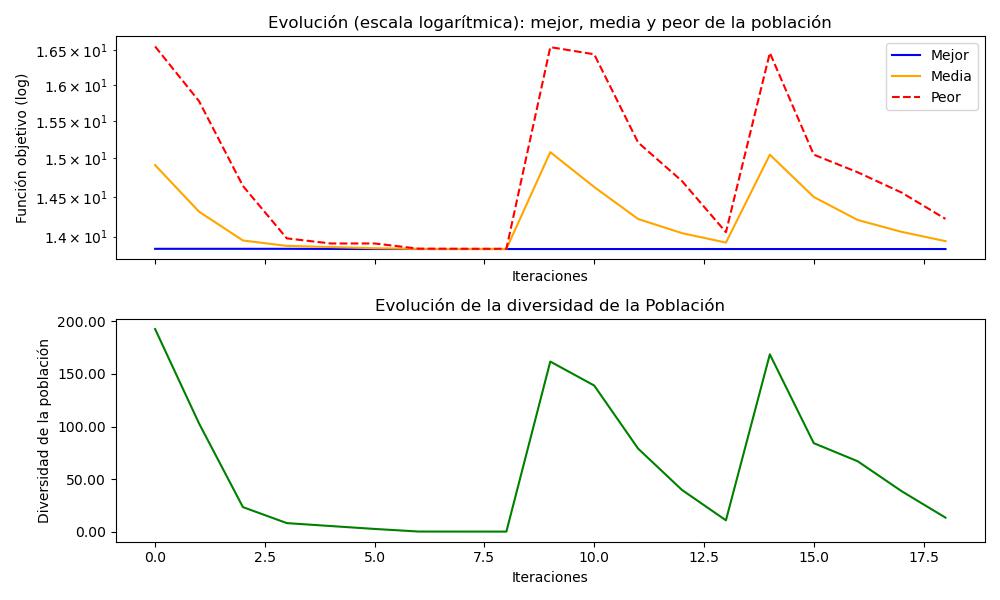 Evolución (escala logarítmica): mejor, media y peor de la población
Función objetivo (log)
1.65 × 10¹
1.6 × 10¹
1.55 × 10¹
1.5 × 10¹
1.45 × 10¹
1.4 × 10¹
Mejor
Media
Peor
Iteraciones
Evolución de la diversidad de la Población
Diversidad de la población
200.00
150.00
100.00
50.00
0.00
0.0 2.5 5.0 7.5 10.0 12.5 15.0 17.5
Iteraciones